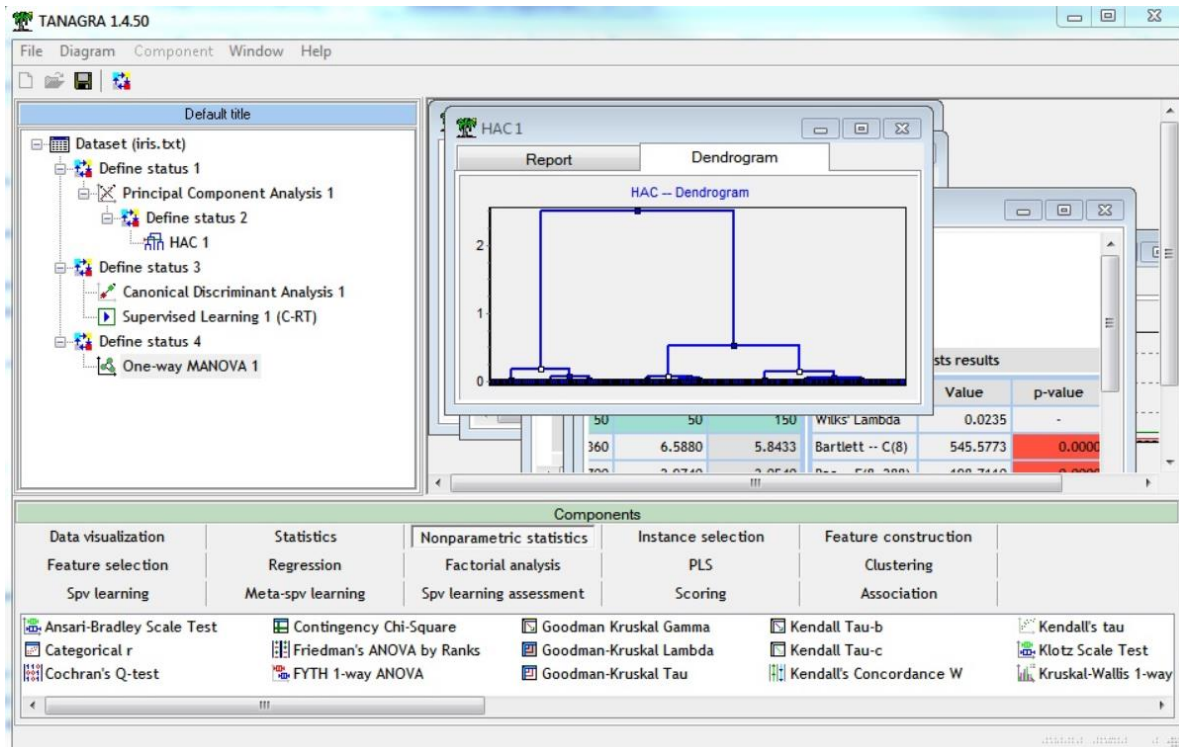 TANAGRA 1.4.50
File Diagram Component Window Help
Default title
Dataset (iris.txt)
Define status 1
Principal Component Analysis 1
Define status 2
HAC 1
Define status 3
Canonical Discriminant Analysis 1
Supervised Learning 1 (C-RT)
Define status 4
One-way MANOVA 1
HAC 1
Report Dendrogram
HAC -- Dendrogram
2
1
0
sts results
Value p-value
50 50 150 Wilks' Lambda 0.0235 -
360 6.5880 5.8433 Bartlett -- C(8) 545.5773 0.0000
Components
Data visualization Statistics Nonparametric statistics Instance selection Feature construction
Feature selection Regression Factorial analysis PLS Clustering
Spv learning Meta-spv learning Spv learning assessment Scoring Association
Ansari-Bradley Scale Test Contingency Chi-Square Goodman Kruskal Gamma Kendall Tau-b Kendall's tau
Categorical r Friedman's ANOVA by Ranks Goodman-Kruskal Lambda Kendall Tau-c Klotz Scale Test
Cochran's Q-test FYTH 1-way ANOVA Goodman-Kruskal Tau Kendall's Concordance W Kruskal-Wallis 1-way